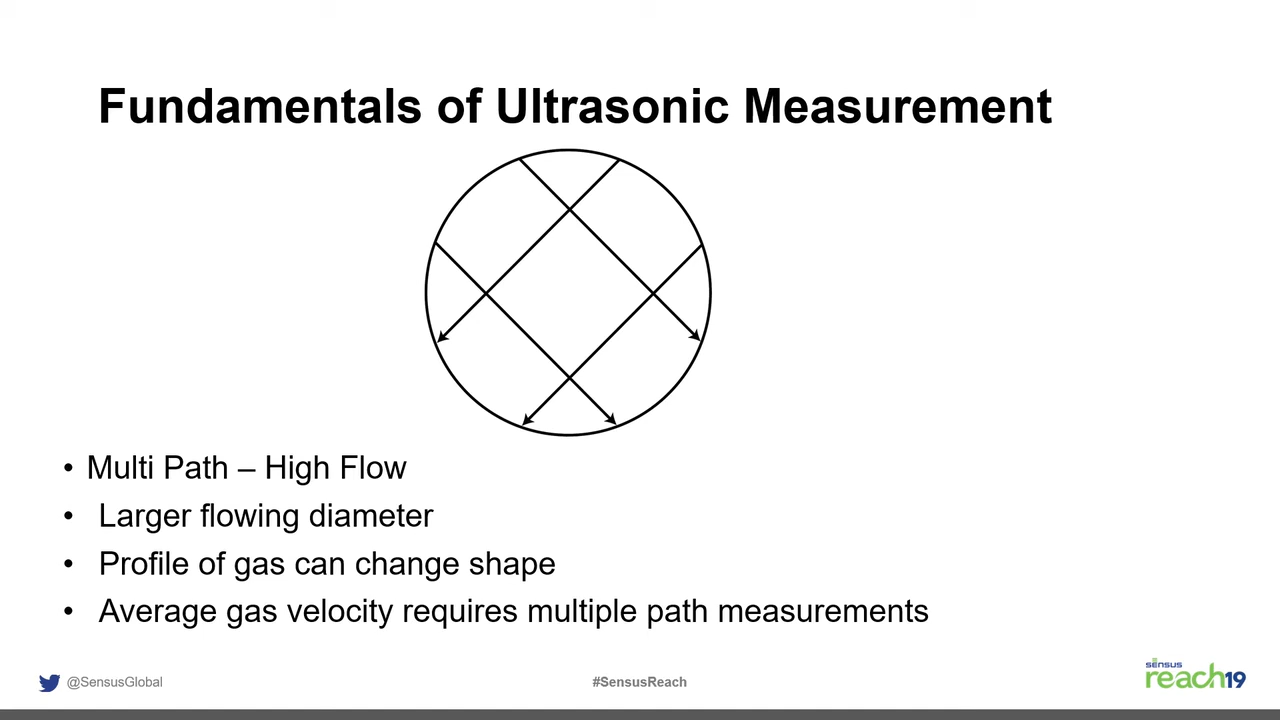 Fundamentals of Ultrasonic Measurement
• Multi Path – High Flow
• Larger flowing diameter
• Profile of gas can change shape
• Average gas velocity requires multiple path measurements
@SensusGlobal
#SensusReach
sensus
reach19